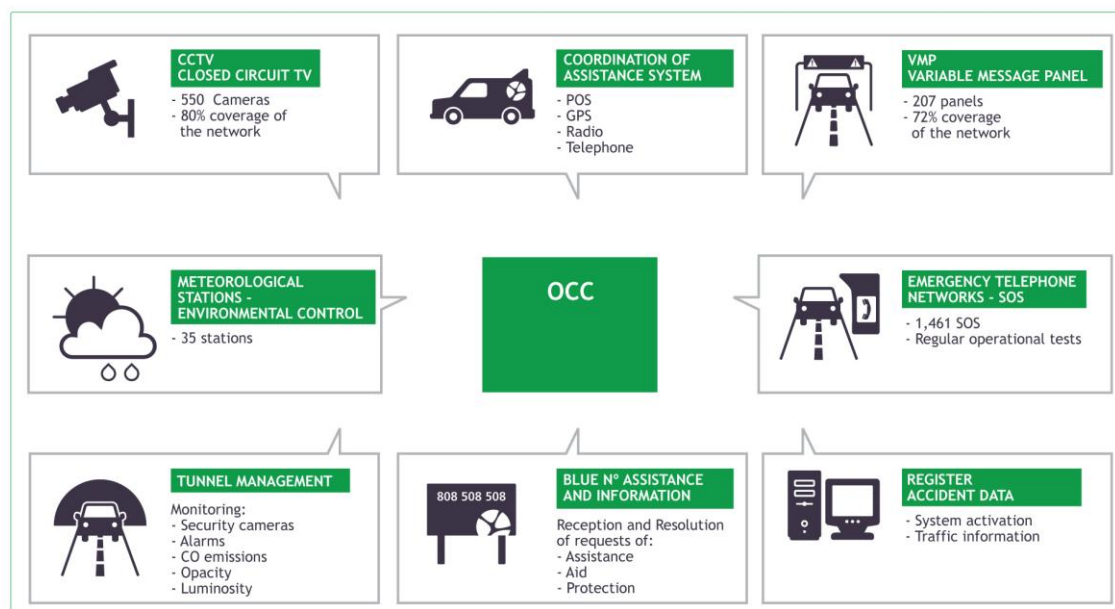 CCTV
CLOSED CIRCUIT TV
- 550 Cameras
- 80% coverage of
the network
COORDINATION OF
ASSISTANCE SYSTEM
- POS
- GPS
- Radio
- Telephone
VMP
VARIABLE MESSAGE PANEL
- 207 panels
- 72% coverage
of the network
METEOROLOGICAL
STATIONS -
ENVIRONMENTAL CONTROL
- 35 stations
OCC
EMERGENCY TELEPHONE
NETWORKS - SOS
- 1,461 SOS
- Regular operational tests
TUNNEL MANAGEMENT
Monitoring:
- Security cameras
- Alarms
- CO emissions
- Opacity
- Luminosity
808 508 508
BLUE Nº ASSISTANCE
AND INFORMATION
Reception and Resolution
of requests of:
- Assistance
- Aid
- Protection
REGISTER
ACCIDENT DATA
- System activation
- Traffic information